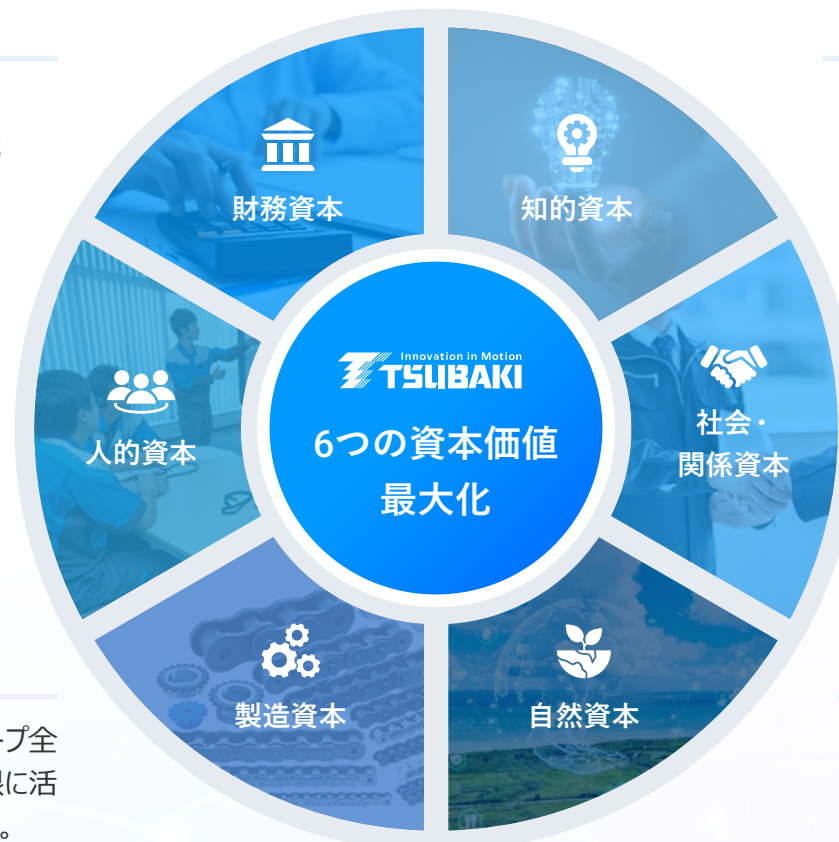 財務資本
知的資本
Innovation in Motion
TSUBAKI
6つの資本価値
最大化
人的資本
社会・
関係資本
製造資本
自然資本
プ全
に活
。